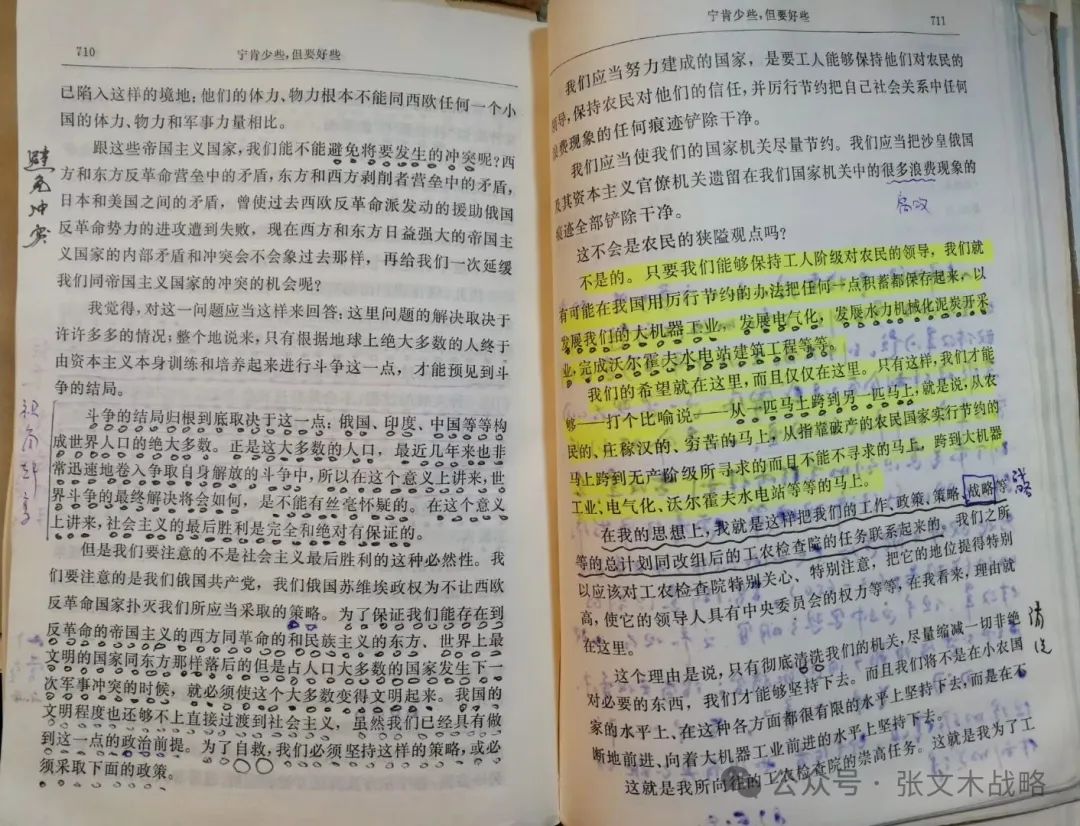 710
宁肯少些，但要好些
已陷入这样的境地：他们的体力、物力根本不能同西欧任何一个小
国的体力、物力和军事力量相比。
跟这些帝国主义国家，我们能不能避免将要发生的冲突呢？西
方和东方反革命营垒中的矛盾，东方和西方剥削者营垒中的矛盾，
日本和美国之间的矛盾，曾使过去西欧反革命派发动的援助俄国
反革命势力的进攻遭到失败，现在西方和东方日益强大的帝国主
义国家的内部矛盾和冲突会不会象过去那样，再给我们一次延缓
我们同帝国主义国家的冲突的机会呢？
我觉得，对这一问题应当这样来回答：这里问题的解决取决于
许许多多的情况；整个地说来，只有根据地球上绝大多数的人终于
由资本主义本身训练和培养起来进行斗争这一点，才能预见到斗
争的结局。
斗争的结局归根到底取决于这一点：俄国、印度、中国等等构
成世界人口的绝大多数。正是这大多数的人口，最近几年来也非
常迅速地卷入争取自身解放的斗争中，所以在这个意义上讲来，世
界斗争的最终解决将会如何，是不能有丝毫怀疑的。在这个意义
上讲来，社会主义的最后胜利是完全和绝对有保证的。
但是我们要注意的不是社会主义最后胜利的这种必然性。我
们要注意的是我们俄国共产党，我们俄国苏维埃政权为不让西欧
反革命国家扑灭我们所应当采取的策略。为了保证我们能存在到
反革命的帝国主义的西方同革命的和民族主义的东方、世界上最
文明的国家同东方那样落后的但是占人口大多数的国家发生下一
次军事冲突的时候，就必须使这个大多数变得文明起来。我国的
文明程度也还够不上直接过渡到社会主义，虽然我们已经具有做
到这一点的政治前提。为了自救，我们必须坚持这样的策略，或必
须采取下面的政策。
避免冲突
宁肯少些，但要好些
711
我们应当努力建成的国家，是要工人能够保持他们对农民的
领导，保持农民对他们的信任，并厉行节约把自己社会关系中任何
浪费现象的任何痕迹铲除干净。
我们应当使我们的国家机关尽量节约。我们应当把沙皇俄国
及其资本主义官僚机关遗留在我们国家机关中的很多浪费现象的
痕迹全部铲除干净。
这不会是农民的狭隘观点吗？
不是的。只要我们能够保持工人阶级对农民的领导，我们就
有可能在我国用厉行节约的办法把任何一点积蓄都保存起来，以
发展我们的大机器工业，发展电气化，发展水力机械化泥炭开采
业，完成沃尔霍夫水电站建筑工程等等。
我们的希望就在这里，而且仅仅在这里。只有这样，我们才能
够——打个比喻说——从一匹马上跨到另一匹马上，就是说，从农
民的、庄稼汉的、穷苦的马上，从指靠破产的农民国家实行节约的
马上跨到无产阶级所寻求的而且不能不寻求的马上，跨到大机器
工业、电气化、沃尔霍夫水电站等等的马上。
在我的思想上，我就是这样把我们的工作、政策、策略、战略等
等的总计划同改组后的工农检查院的任务联系起来的。我们之所
以应该对工农检查院特别关心、特别注意，把它的地位提得特别
高，使它的领导人具有中央委员会的权力等等，在我看来，理由就
在这里。
这个理由是说，只有彻底清洗我们的机关，尽量缩减一切非绝
对必要的东西，我们才能够坚持下去。而且我们将不是在小农国
家的水平上，在这种各方面都很有限的水平上坚持下去，而是在不
断地前进、向着大机器工业前进的水平上坚持下去。
这就是我所向往的工农检查院的崇高任务。这就是我为了工
清洗
公众号 · 张文木战略